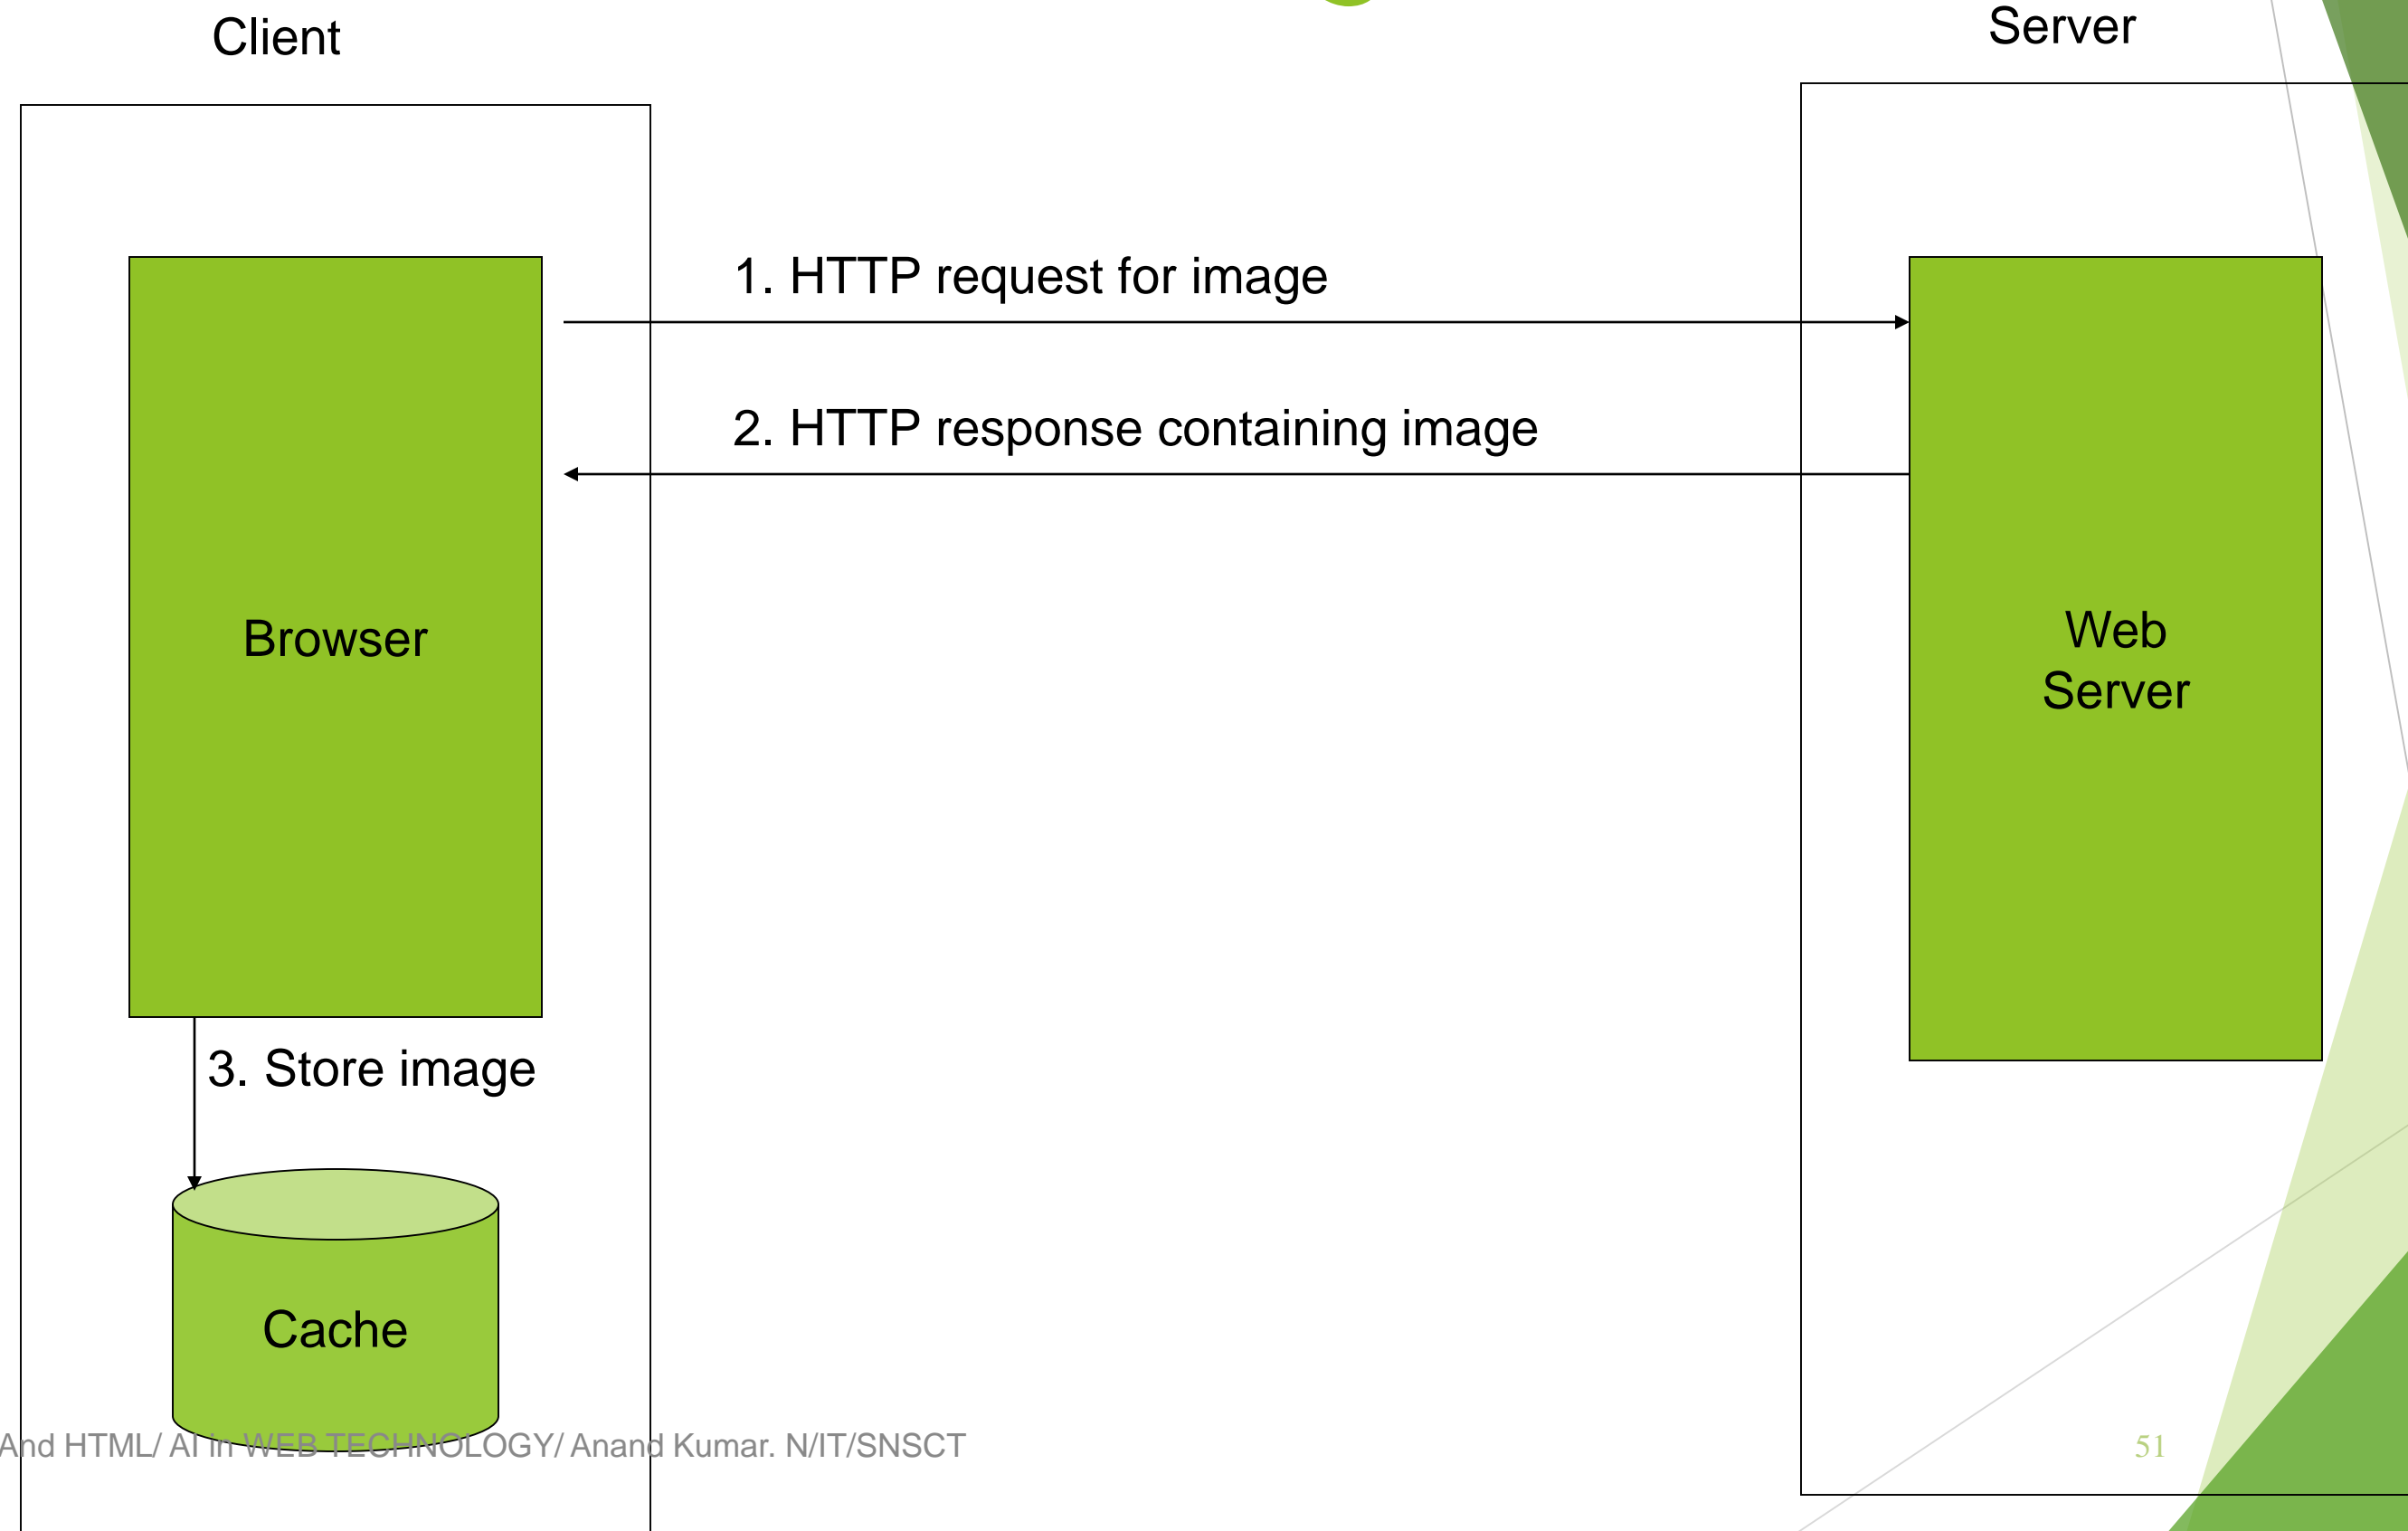 Client
Server
1. HTTP request for image
2. HTTP response containing image
Browser
Web
Server
3. Store image
Cache
And HTML/ AI in WEB TECHNOLOGY/ Anand Kumar. N/IT/SNSCT
51